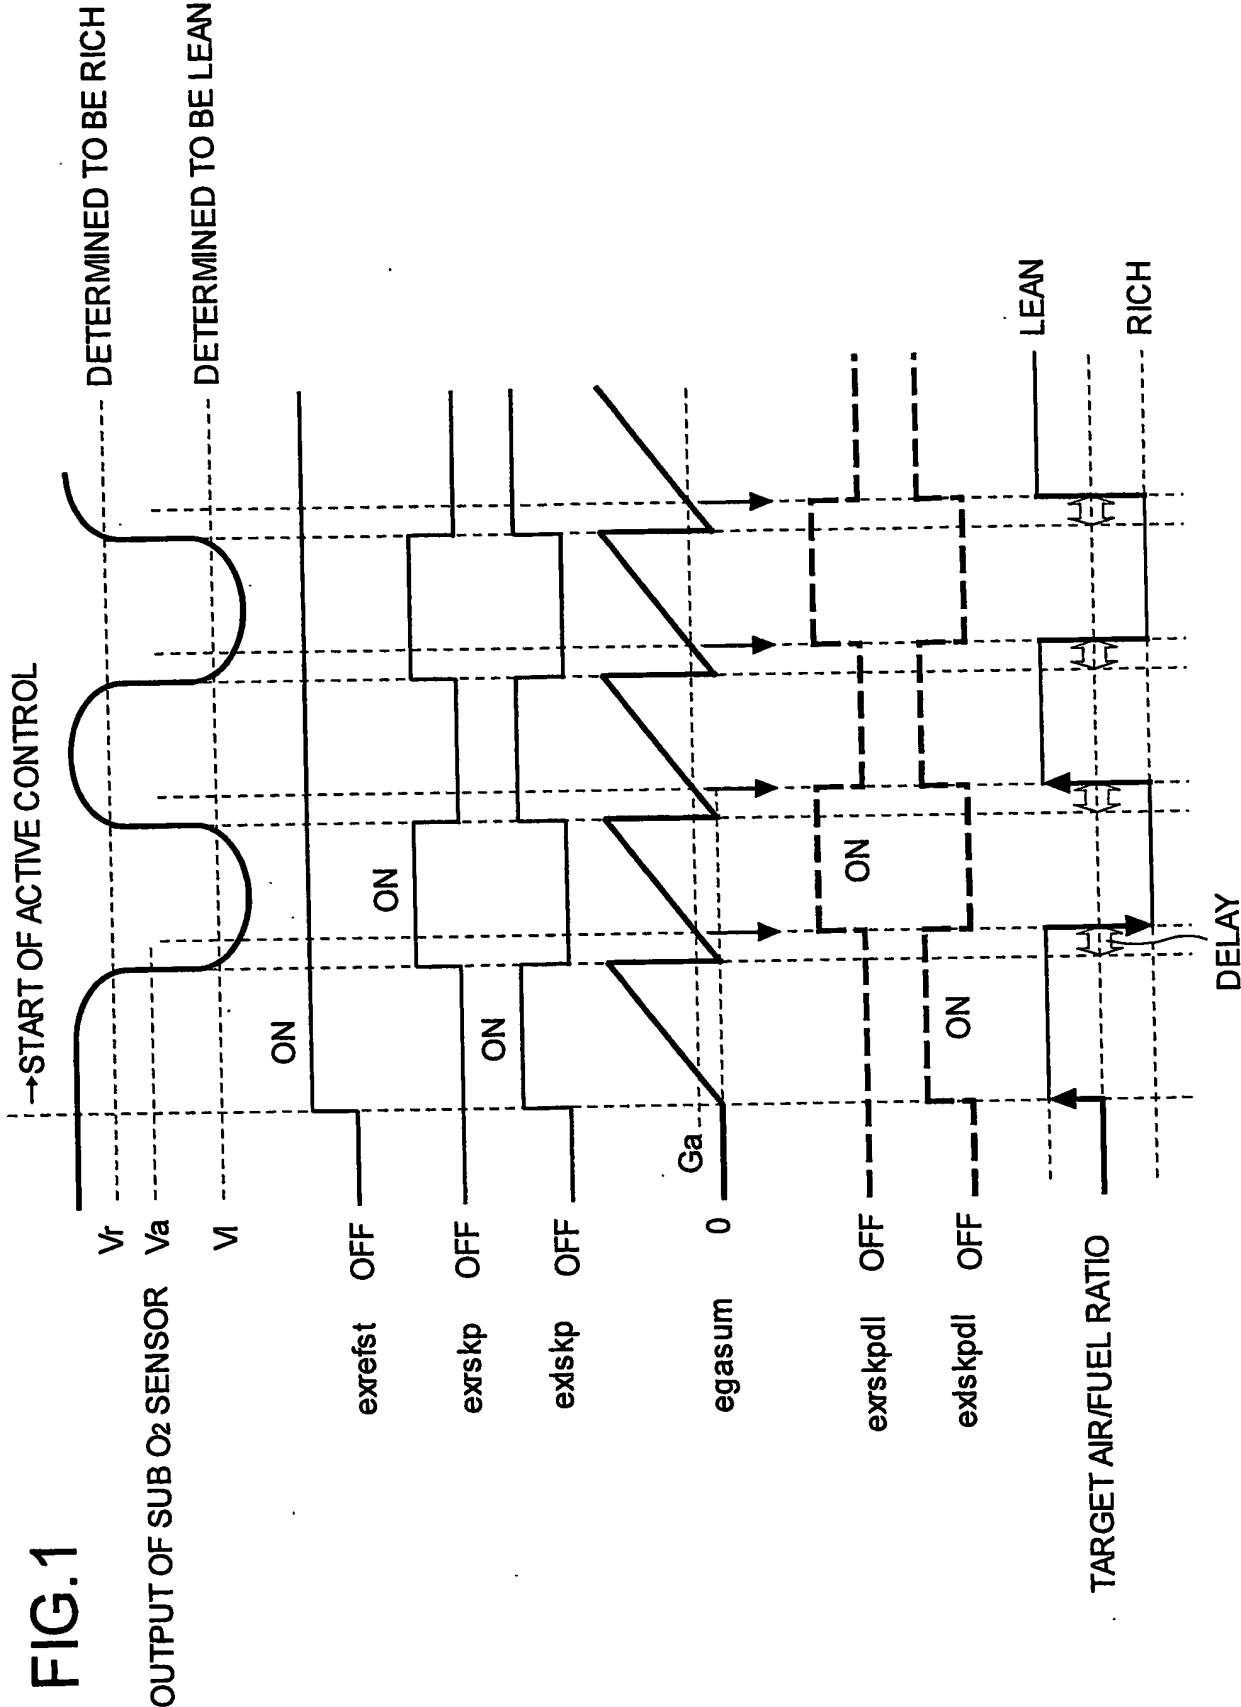 FIG.1
→START OF ACTIVE CONTROL
OUTPUT OF SUB O2 SENSOR
Vr
Va
Vl
DETERMINED TO BE RICH
DETERMINED TO BE LEAN
exrefst OFF
ON
exrskp OFF
ON
exlskp OFF
ON
egasum 0
Ga
exrskpdl OFF
ON
exlskpdl OFF
ON
TARGET AIR/FUEL RATIO
LEAN
RICH
DELAY